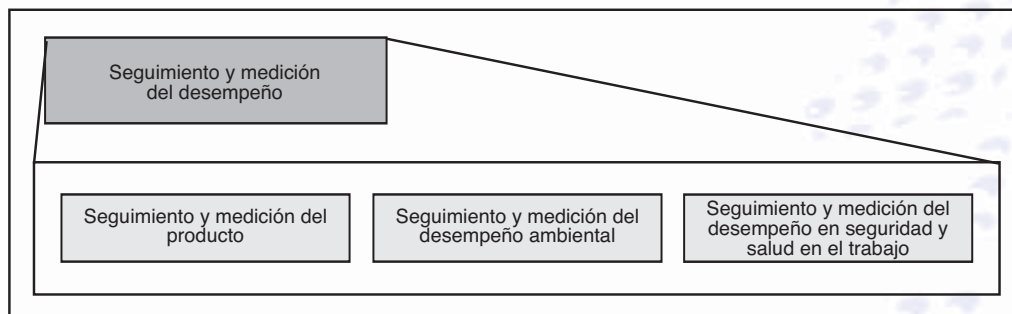 Seguimiento y medición
del desempeño
Seguimiento y medición del
producto
Seguimiento y medición del
desempeño ambiental
Seguimiento y medición del
desempeño en seguridad y
salud en el trabajo